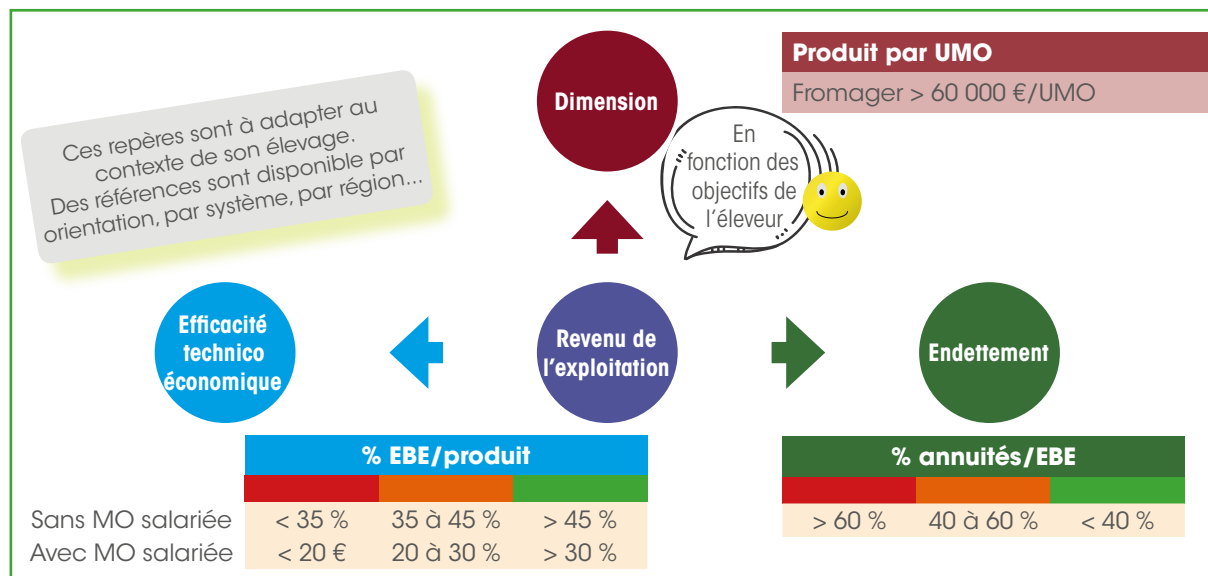 Ces repères sont à adapter au
contexte de son élevage.
Des références sont disponible par
orientation, par système, par région...
Dimension
Produit par UMO
Fromager > 60 000 €/UMO
En
fonction des
objectifs de
l'éleveur
Efficacité
technico
économique
Revenu de
l'exploitation
Endettement
% EBE/produit
Sans MO salariée < 35 % 35 à 45 % > 45 %
Avec MO salariée < 20 € 20 à 30 % > 30 %
% annuités/EBE
> 60 % 40 à 60 % < 40 %